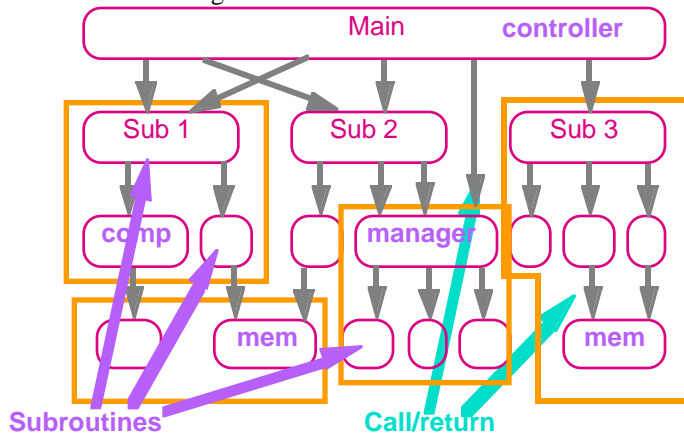 Main controller
Sub 1 Sub 2 Sub 3
comp manager
mem mem
Subroutines Call/return